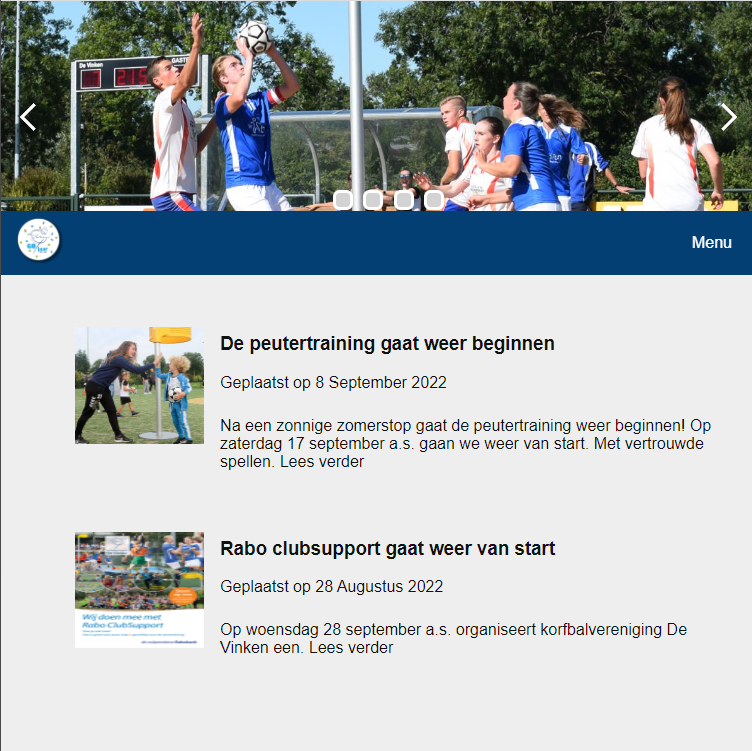 De Vinken GASTEN
Menu
De peutertraining gaat weer beginnen
Geplaatst op 8 September 2022
Na een zonnige zomerstop gaat de peutertraining weer beginnen! Op
zaterdag 17 september a.s. gaan we weer van start. Met vertrouwde
spellen. Lees verder
Rabo clubsupport gaat weer van start
Geplaatst op 28 Augustus 2022
Wij doen mee met
Rabo ClubSupport
Op woensdag 28 september a.s. organiseert korfbalvereniging De
Vinken een. Lees verder